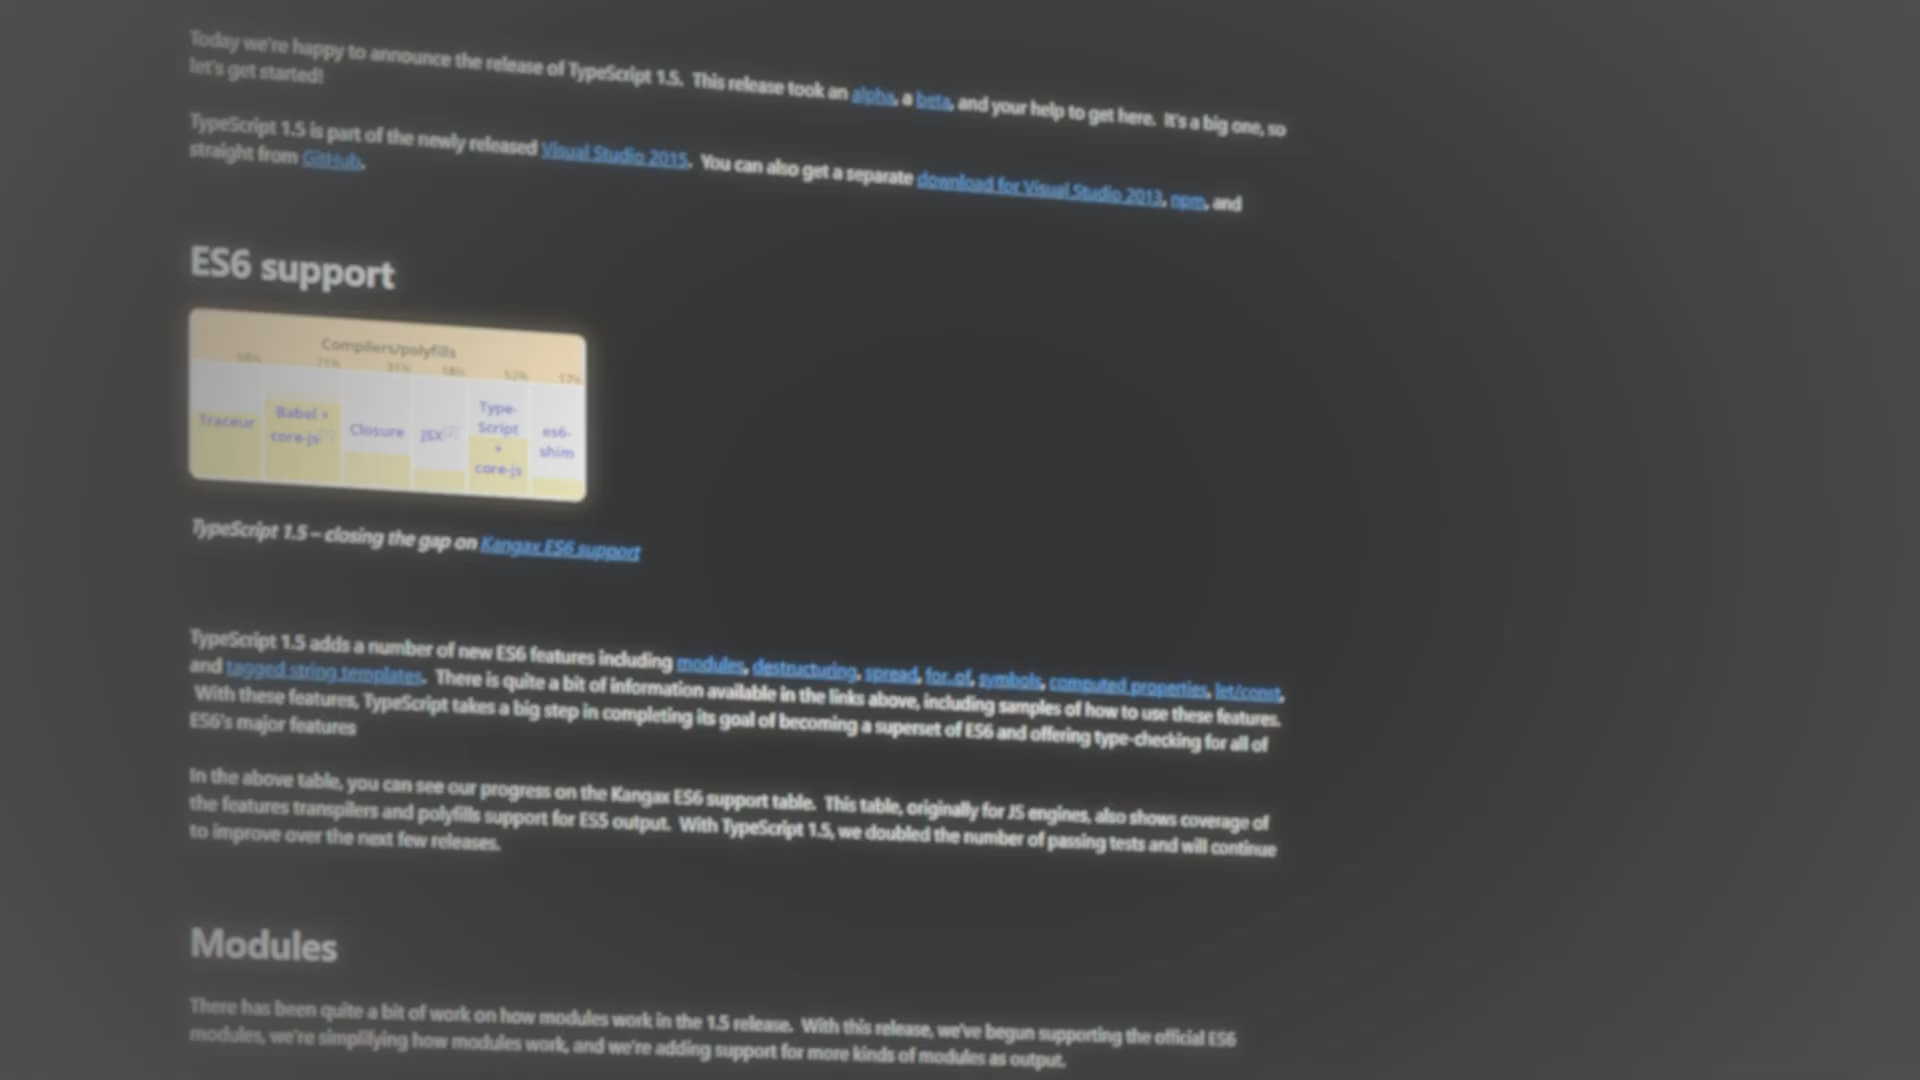 Today we're happy to announce the release of TypeScript 1.5.  This release took an alpha, a beta, and your help to get here.  It's a big one, so
let's get started!
TypeScript 1.5 is part of the newly released Visual Studio 2015.  You can also get a separate download for Visual Studio 2013, npm, and
straight from GitHub.
ES6 support
Compilers/polyfills
59% 71% 31% 18% 52% 17%
Traceur
Babel +
core-js[1]
Closure
JSX[2]
Type-
Script
+
core-js
es6-
shim
TypeScript 1.5 – closing the gap on Kangax ES6 support
TypeScript 1.5 adds a number of new ES6 features including modules, destructuring, spread, for..of, symbols, computed properties, let/const,
and tagged string templates.  There is quite a bit of information available in the links above, including samples of how to use these features.
With these features, TypeScript takes a big step in completing its goal of becoming a superset of ES6 and offering type-checking for all of
ES6's major features
In the above table, you can see our progress on the Kangax ES6 support table.  This table, originally for JS engines, also shows coverage of
the features transpilers and polyfills support for ES5 output.  With TypeScript 1.5, we doubled the number of passing tests and will continue
to improve over the next few releases.
Modules
There has been quite a bit of work on how modules work in the 1.5 release.  With this release, we've begun supporting the official ES6
modules, we're simplifying how modules work, and we're adding support for more kinds of modules as output.